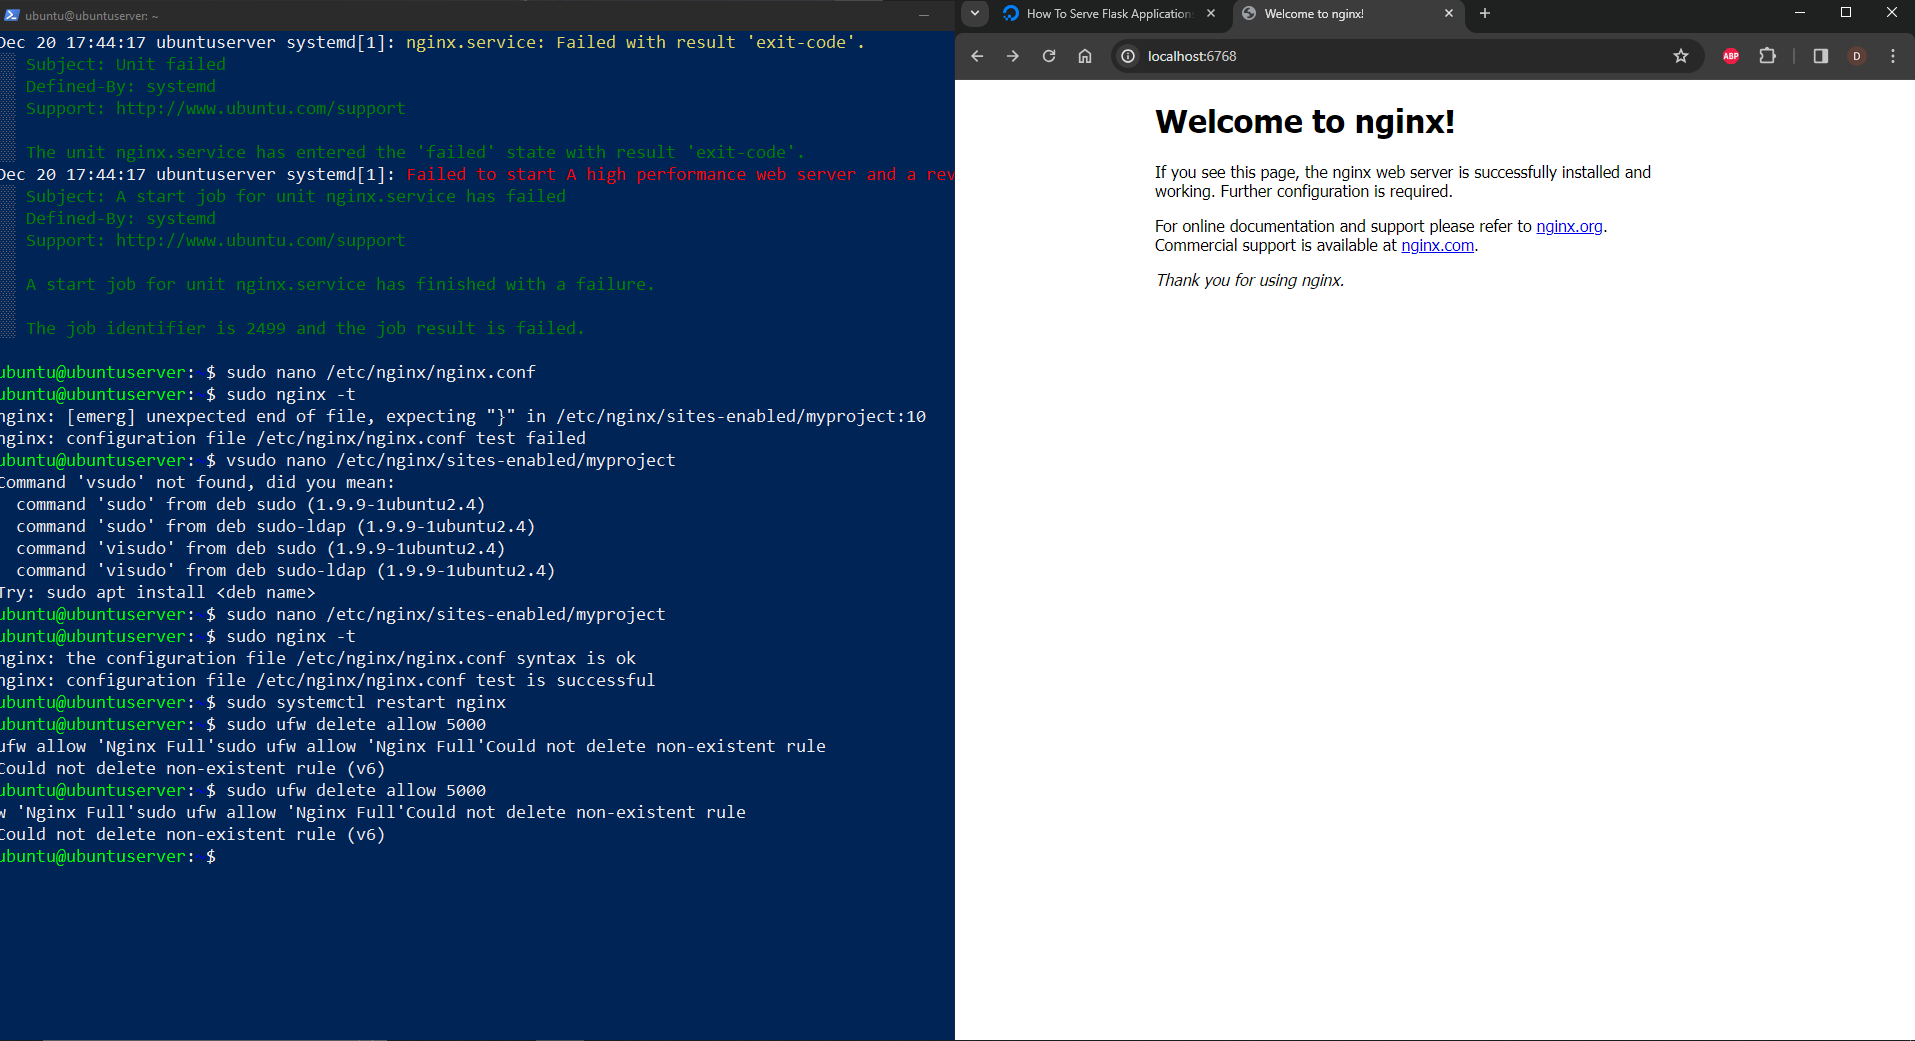 ubuntu@ubuntuserver: ~
Dec 20 17:44:17 ubuntuserver systemd[1]: nginx.service: Failed with result 'exit-code'.
Subject: Unit failed
Defined-By: systemd
Support: http://www.ubuntu.com/support
The unit nginx.service has entered the 'failed' state with result 'exit-code'.
Dec 20 17:44:17 ubuntuserver systemd[1]: Failed to start A high performance web server and a rev
Subject: A start job for unit nginx.service has failed
Defined-By: systemd
Support: http://www.ubuntu.com/support
A start job for unit nginx.service has finished with a failure.
The job identifier is 2499 and the job result is failed.
ubuntu@ubuntuserver:~$ sudo nano /etc/nginx/nginx.conf
ubuntu@ubuntuserver:~$ sudo nginx -t
nginx: [emerg] unexpected end of file, expecting "}" in /etc/nginx/sites-enabled/myproject:10
nginx: configuration file /etc/nginx/nginx.conf test failed
ubuntu@ubuntuserver:~$ vsudo nano /etc/nginx/sites-enabled/myproject
Command 'vsudo' not found, did you mean:
command 'sudo' from deb sudo (1.9.9-1ubuntu2.4)
command 'sudo' from deb sudo-ldap (1.9.9-1ubuntu2.4)
command 'visudo' from deb sudo (1.9.9-1ubuntu2.4)
command 'visudo' from deb sudo-ldap (1.9.9-1ubuntu2.4)
Try: sudo apt install <deb name>
ubuntu@ubuntuserver:~$ sudo nano /etc/nginx/sites-enabled/myproject
ubuntu@ubuntuserver:~$ sudo nginx -t
nginx: the configuration file /etc/nginx/nginx.conf syntax is ok
nginx: configuration file /etc/nginx/nginx.conf test is successful
ubuntu@ubuntuserver:~$ sudo systemctl restart nginx
ubuntu@ubuntuserver:~$ sudo ufw delete allow 5000
ufw allow 'Nginx Full'sudo ufw allow 'Nginx Full'Could not delete non-existent rule
Could not delete non-existent rule (v6)
ubuntu@ubuntuserver:~$ sudo ufw delete allow 5000
w 'Nginx Full'sudo ufw allow 'Nginx Full'Could not delete non-existent rule
Could not delete non-existent rule (v6)
ubuntu@ubuntuserver:~$
How To Serve Flask Application
Welcome to nginx!
localhost:6768
ABP
D
Welcome to nginx!
If you see this page, the nginx web server is successfully installed and
working. Further configuration is required.
For online documentation and support please refer to nginx.org.
Commercial support is available at nginx.com.
Thank you for using nginx.